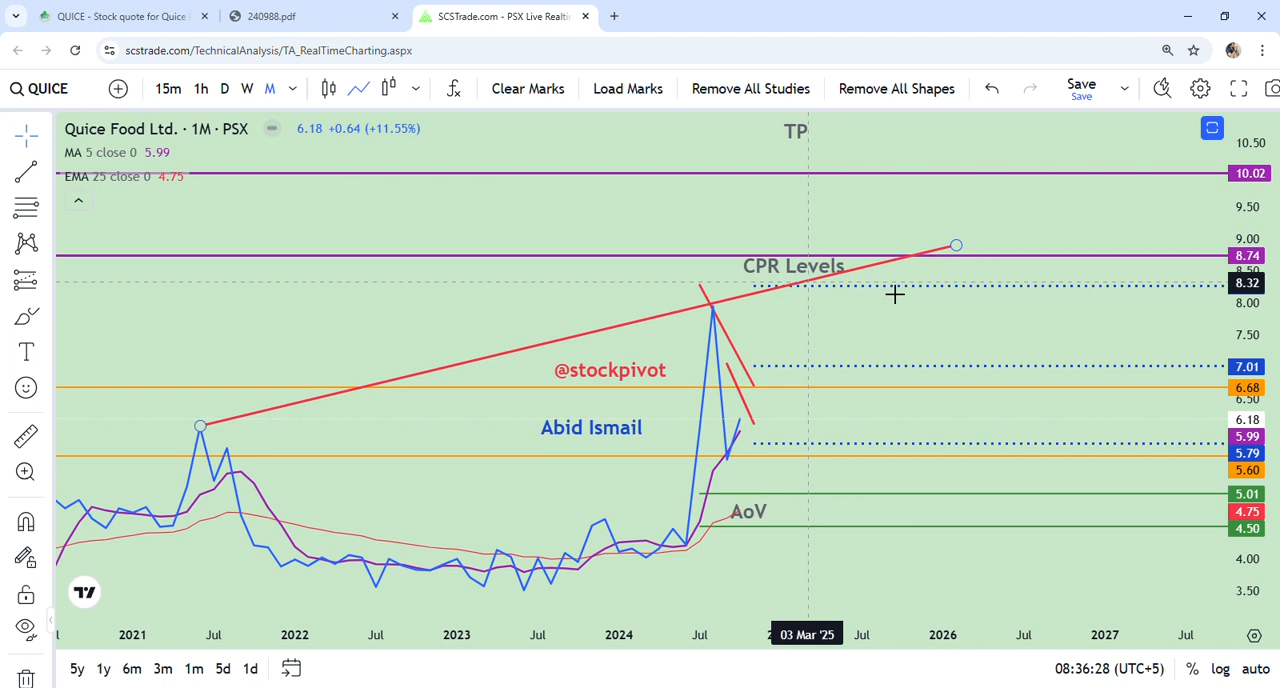 QUICE - Stock quote for Quice
240988.pdf
SCSTrade.com - PSX Live Realti
scstrade.com/TechnicalAnalysis/TA_RealTimeCharting.aspx
QUICE 15m 1h D W M Clear Marks Load Marks Remove All Studies Remove All Shapes Save
Save
Quice Food Ltd. · 1M · PSX 6.18 +0.64 (+11.55%)
MA 5 close 0 5.99
EMA 25 close 0 4.75
TP
CPR Levels
@stockpivot
Abid Ismail
AoV
10.50
10.02
9.50
9.00
8.74
8.50
8.32
8.00
7.50
7.01
6.68
6.50
6.18
5.99
5.79
5.60
5.01
4.75
4.50
4.00
3.50
2021 Jul 2022 Jul 2023 Jul 2024 Jul 03 Mar '25 Jul 2026 Jul 2027 Jul
5y 1y 6m 3m 1m 5d 1d 08:36:28 (UTC+5) % log auto